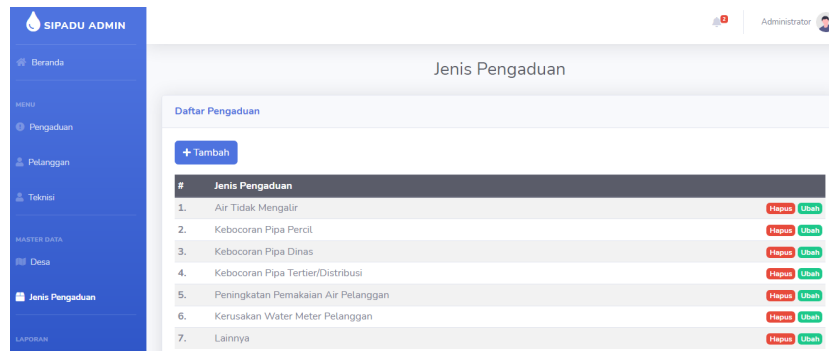 SIPADU ADMIN
2
Administrator
Beranda
MENU
Pengaduan
Pelanggan
Teknisi
MASTER DATA
Desa
Jenis Pengaduan
LAPORAN
Jenis Pengaduan
Daftar Pengaduan
+ Tambah
# Jenis Pengaduan
1. Air Tidak Mengalir Hapus Ubah
2. Kebocoran Pipa Percil Hapus Ubah
3. Kebocoran Pipa Dinas Hapus Ubah
4. Kebocoran Pipa Tertier/Distribusi Hapus Ubah
5. Peningkatan Pemakaian Air Pelanggan Hapus Ubah
6. Kerusakan Water Meter Pelanggan Hapus Ubah
7. Lainnya Hapus Ubah